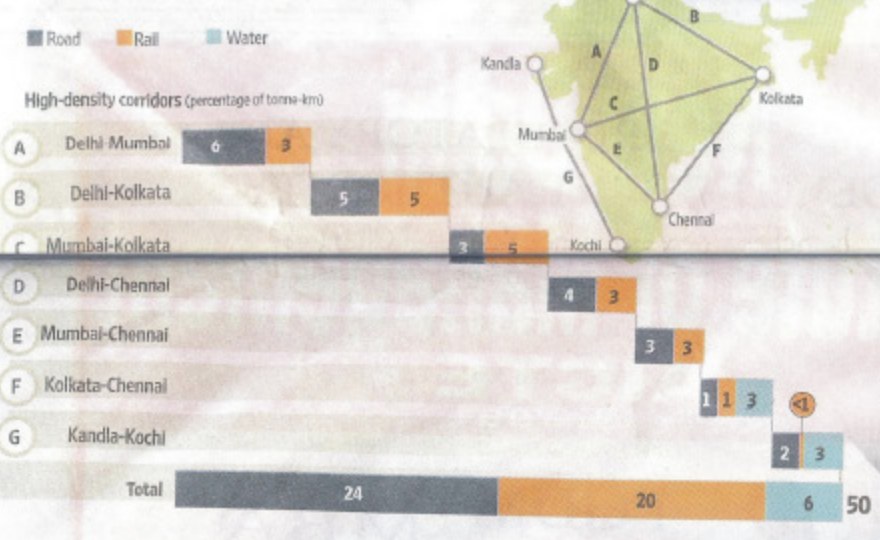 Road Rail Water
High-density corridors (percentage of tonne-km)
A Delhi-Mumbai 6 3
B Delhi-Kolkata 5 5
C Mumbai-Kolkata 3 5
D Delhi-Chennai 4 3
E Mumbai-Chennai 3 3
F Kolkata-Chennai 1 1 3
<1
G Kandla-Kochi 2 3
Total 24 20 6 50
B
A
D
Kandla
Kolkata
C
Mumbai
E
F
G
Chennai
Kochi